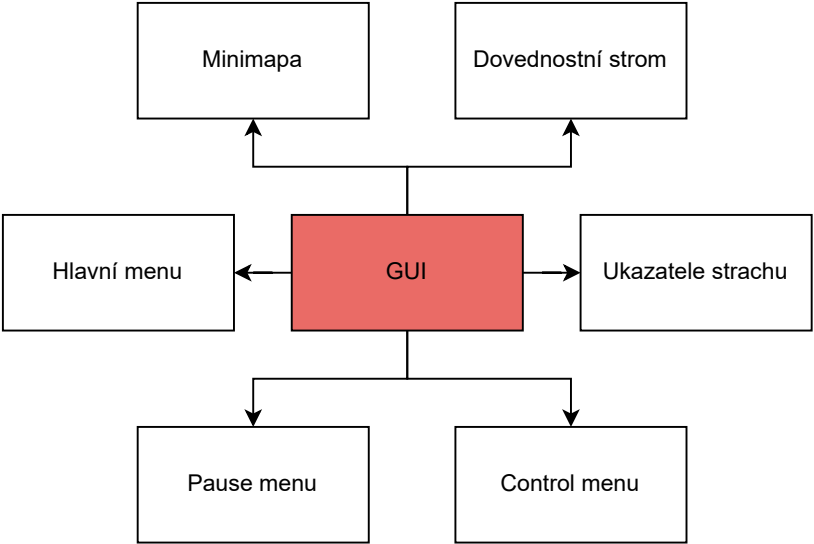 Minimapa
Dovednostní strom
Hlavní menu
GUI
Ukazatele strachu
Pause menu
Control menu